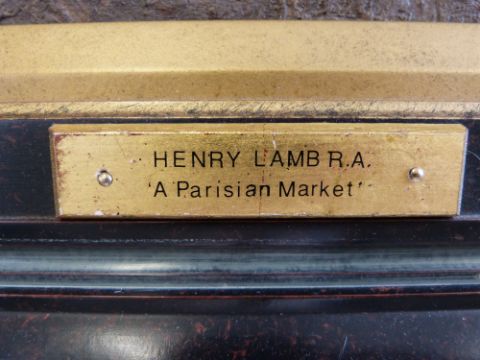 HENRY LAMB R.A.
'A Parisian Market'